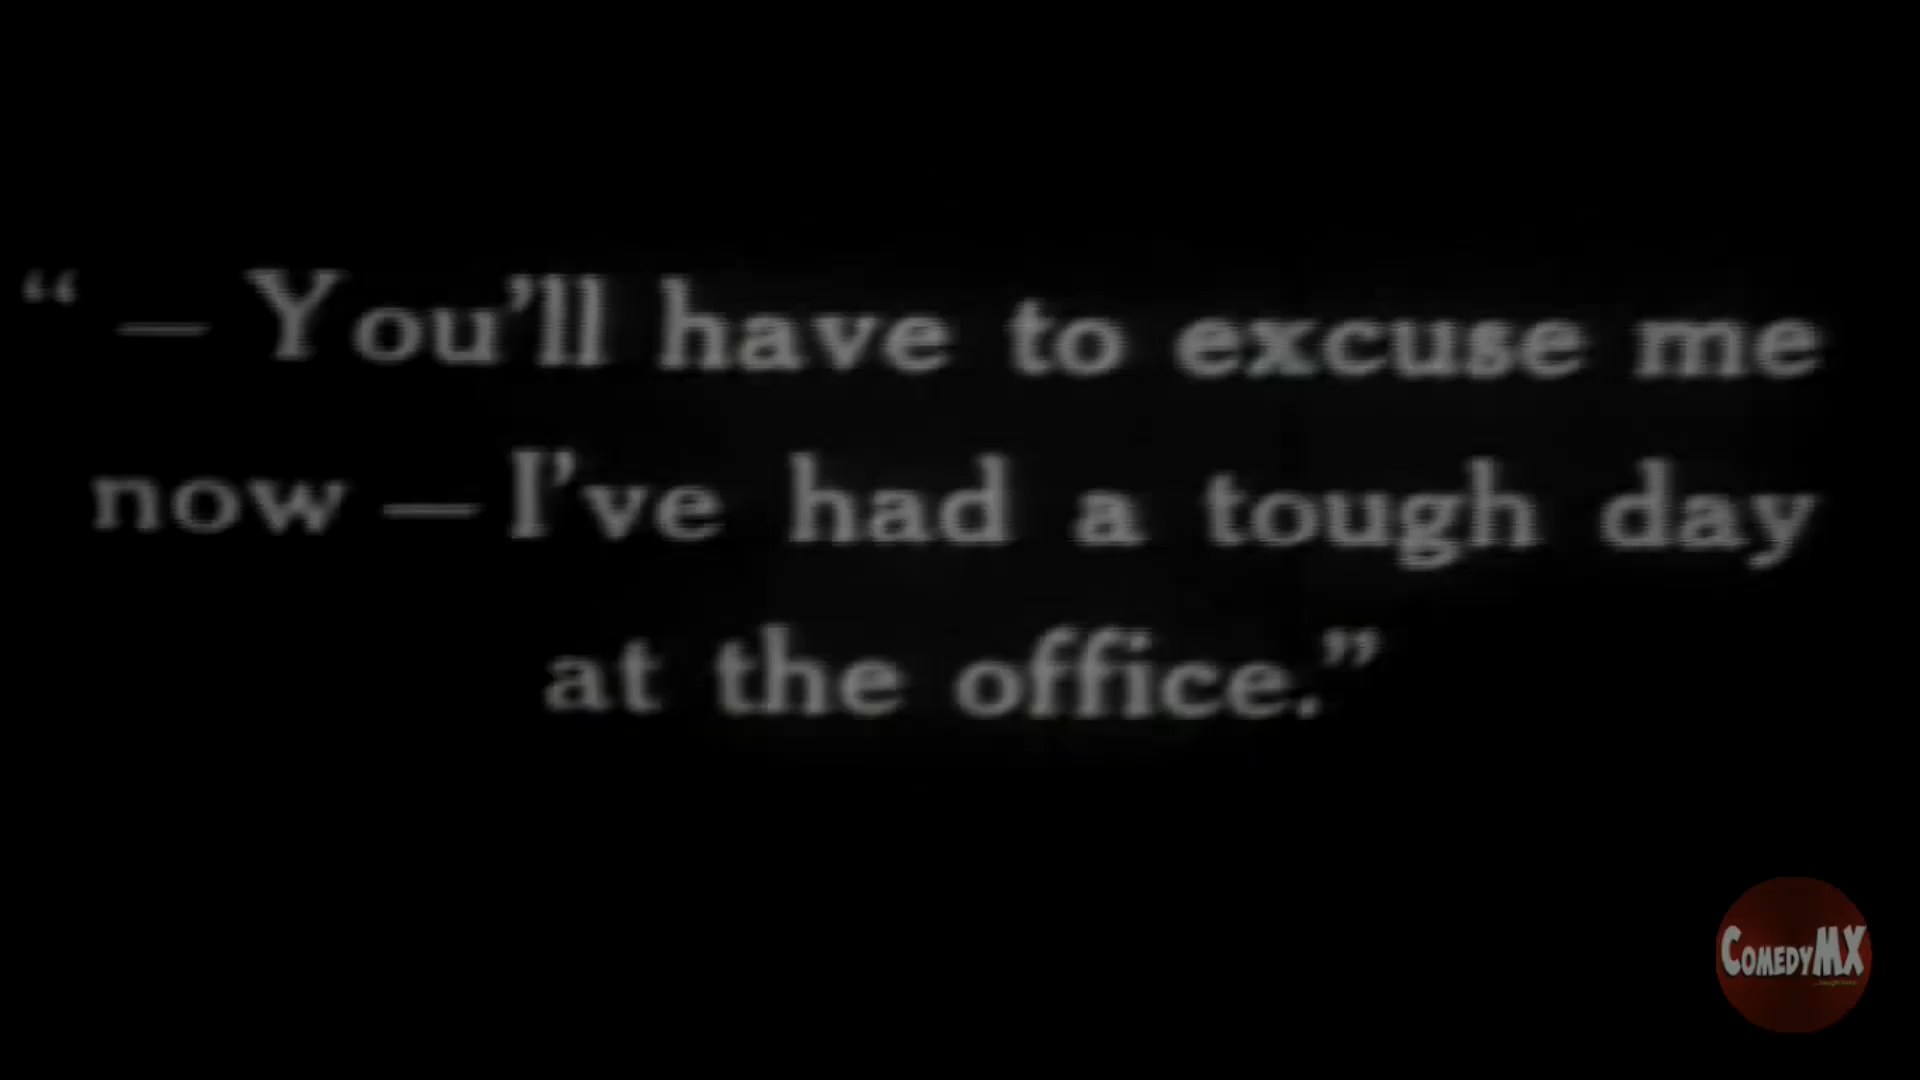 “ — You’ll have to excuse me
now — I’ve had a tough day
at the office.”
COMEDYMX